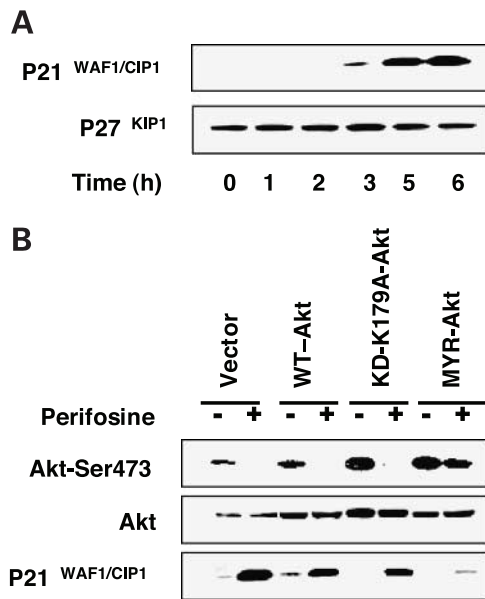 A
P21 WAF1/CIP1
P27 KIP1
Time (h) 0 1 2 3 5 6
B
Vector WT–Akt KD-K179A-Akt MYR-Akt
Perifosine - + - + - + - +
Akt-Ser473
Akt
P21 WAF1/CIP1